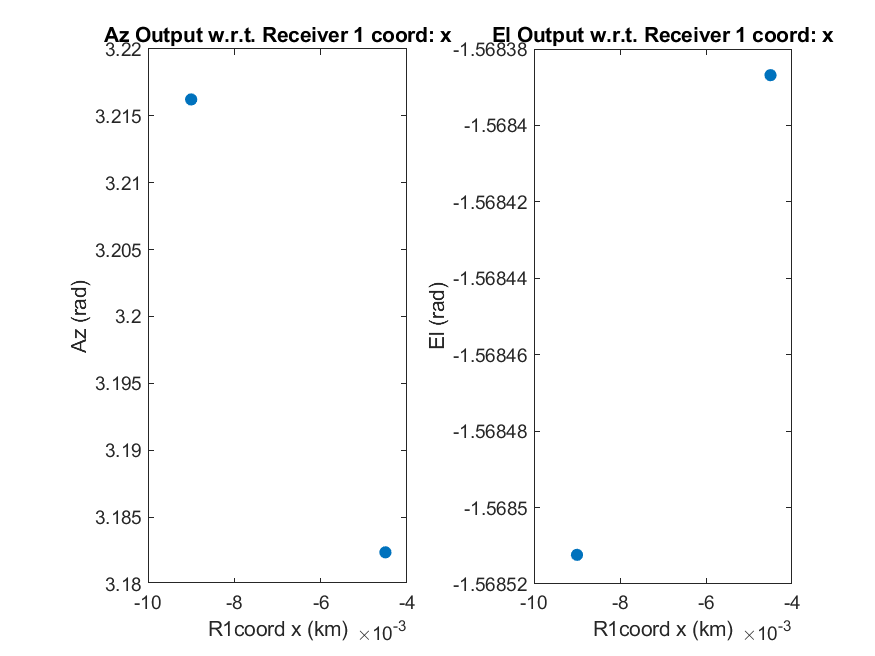 Az Output w.r.t. Receiver 1 coord: x
3.22
3.215
3.21
3.205
3.2
3.195
3.19
3.185
3.18
Az (rad)
-10 -8 -6 -4
R1coord x (km) ×10-3
El Output w.r.t. Receiver 1 coord: x
-1.56838
-1.5684
-1.56842
-1.56844
-1.56846
-1.56848
-1.5685
-1.56852
El (rad)
-10 -8 -6 -4
R1coord x (km) ×10-3